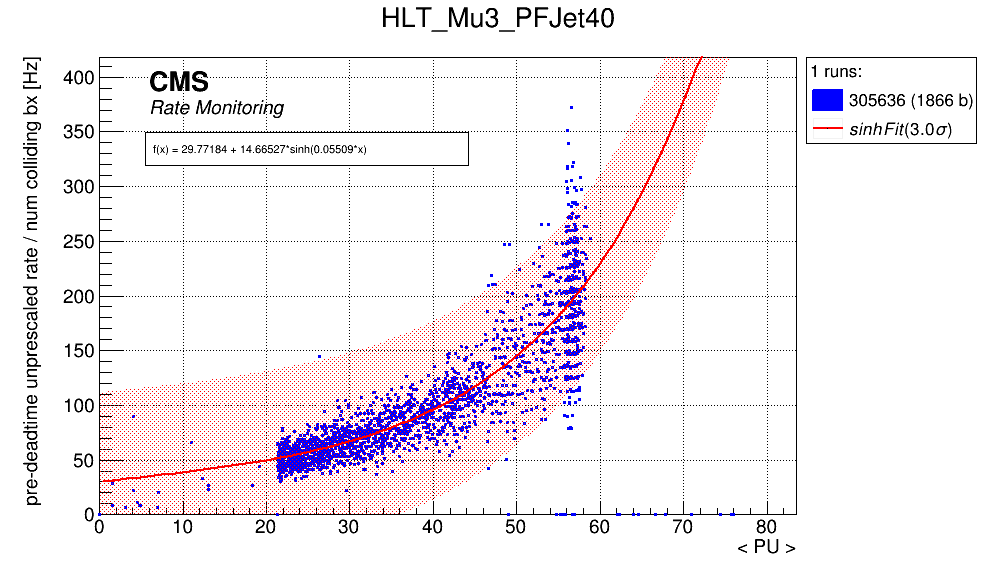 HLT_Mu3_PFJet40
pre-deadtime unprescaled rate / num colliding bx [Hz]
400
350
300
250
200
150
100
50
0
CMS
Rate Monitoring
f(x) = 29.77184 + 14.66527*sinh(0.05509*x)
1 runs:
305636 (1866 b)
sinhFit(3.0σ)
0 10 20 30 40 50 60 70 80
< PU >